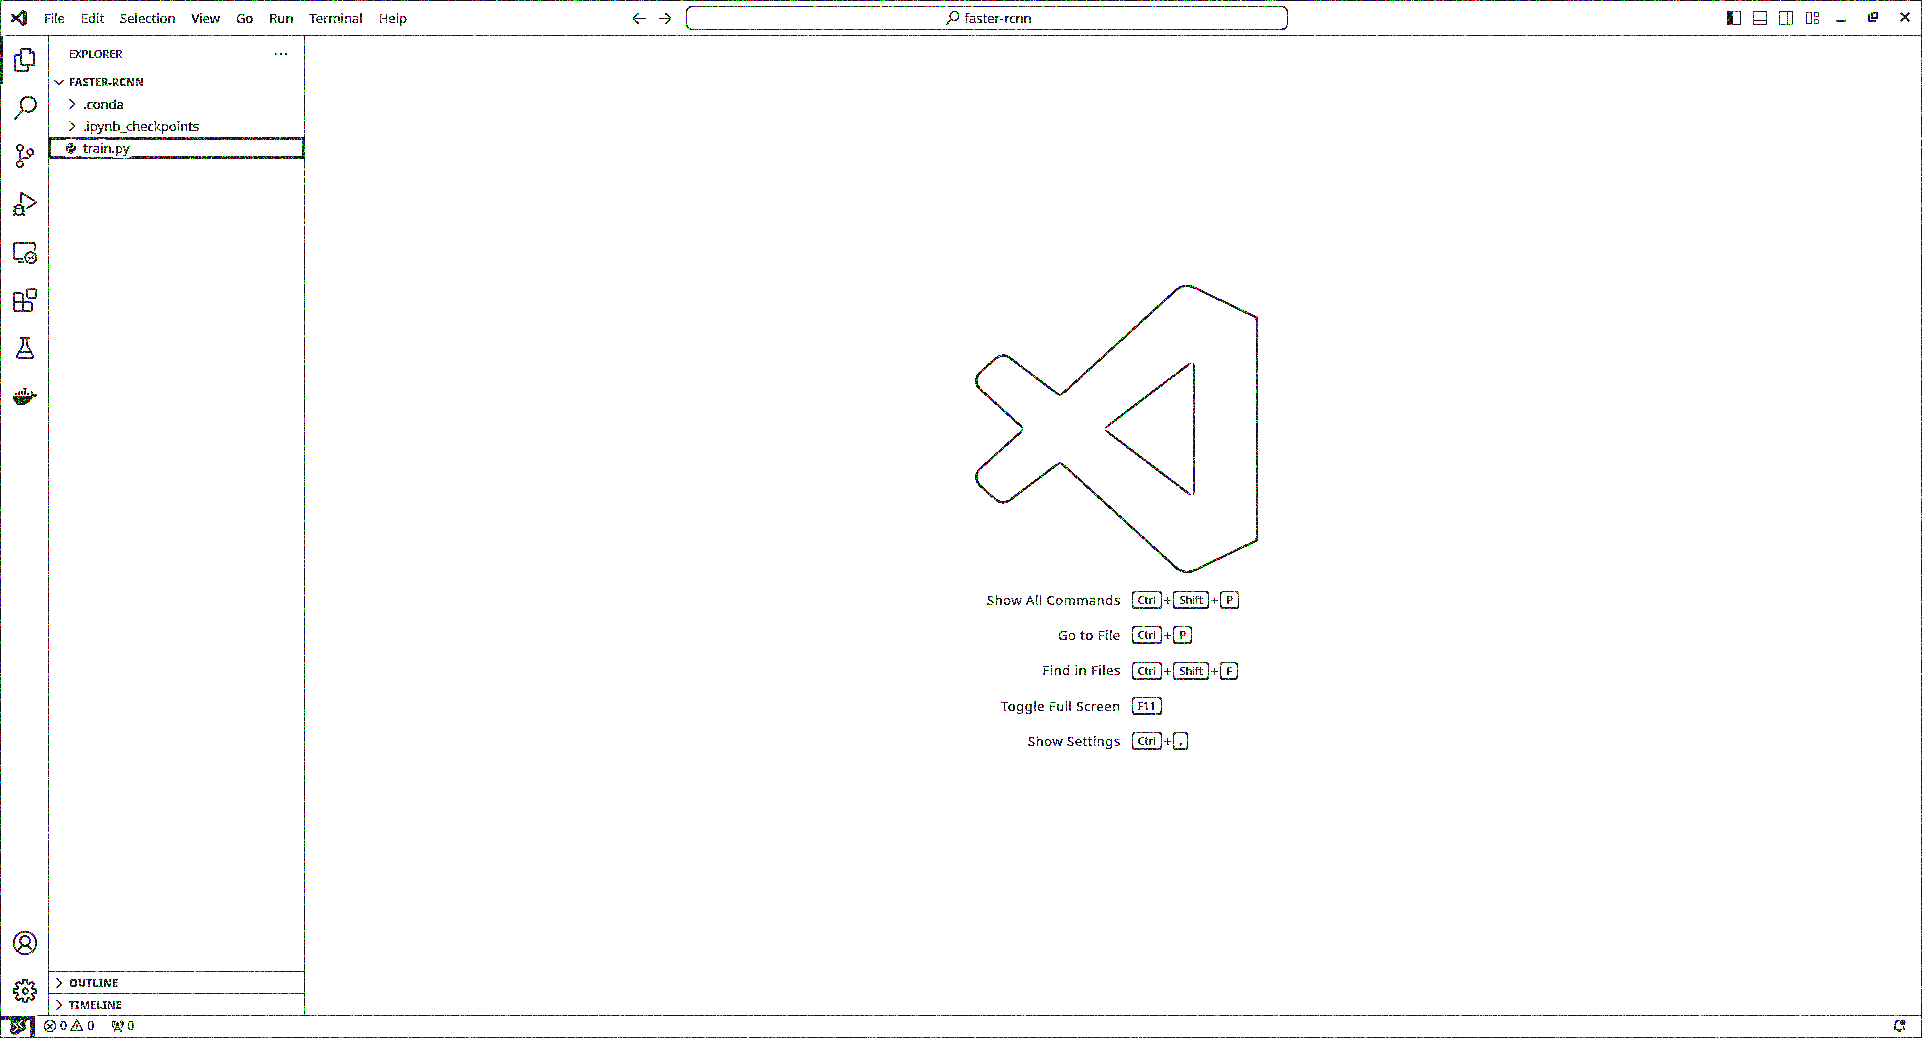 File Edit Selection View Go Run Terminal Help
faster-rcnn
EXPLORER
FASTER-RCNN
.conda
.ipynb_checkpoints
train.py
Show All Commands Ctrl + Shift + P
Go to File Ctrl + P
Find in Files Ctrl + Shift + F
Toggle Full Screen F11
Show Settings Ctrl + ,
OUTLINE
TIMELINE
0 0 0